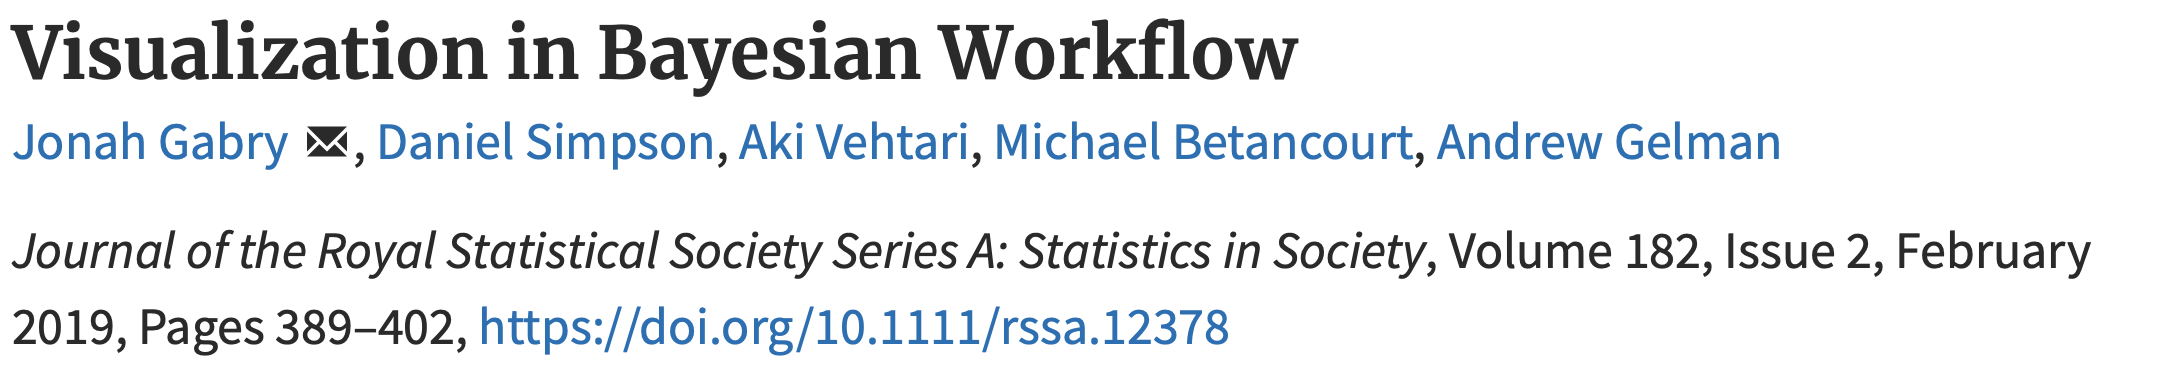 Visualization in Bayesian Workflow
Jonah Gabry ✉, Daniel Simpson, Aki Vehtari, Michael Betancourt, Andrew Gelman
Journal of the Royal Statistical Society Series A: Statistics in Society, Volume 182, Issue 2, February
2019, Pages 389–402, https://doi.org/10.1111/rssa.12378